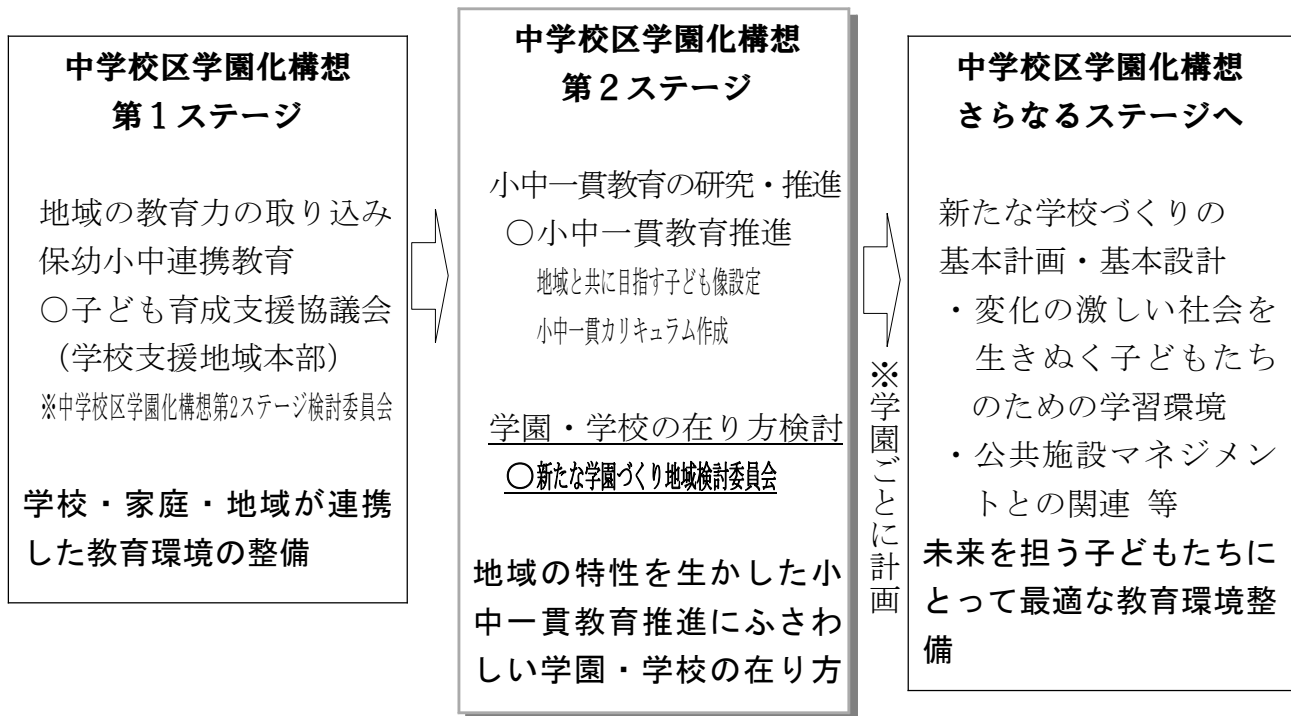 中学校区学園化構想
第１ステージ
地域の教育力の取り込み
保幼小中連携教育
○子ども育成支援協議会
（学校支援地域本部）
※中学校区学園化構想第2ステージ検討委員会
学校・家庭・地域が連携
した教育環境の整備
中学校区学園化構想
第２ステージ
小中一貫教育の研究・推進
○小中一貫教育推進
地域と共に目指す子ども像設定
小中一貫カリキュラム作成
学園・学校の在り方検討
○新たな学園づくり地域検討委員会
地域の特性を生かした小
中一貫教育推進にふさわ
しい学園・学校の在り方
※学園ごとに計画
中学校区学園化構想
さらなるステージへ
新たな学校づくりの
基本計画・基本設計
・変化の激しい社会を
生きぬく子どもたち
のための学習環境
・公共施設マネジメン
トとの関連 等
未来を担う子どもたちに
とって最適な教育環境整
備